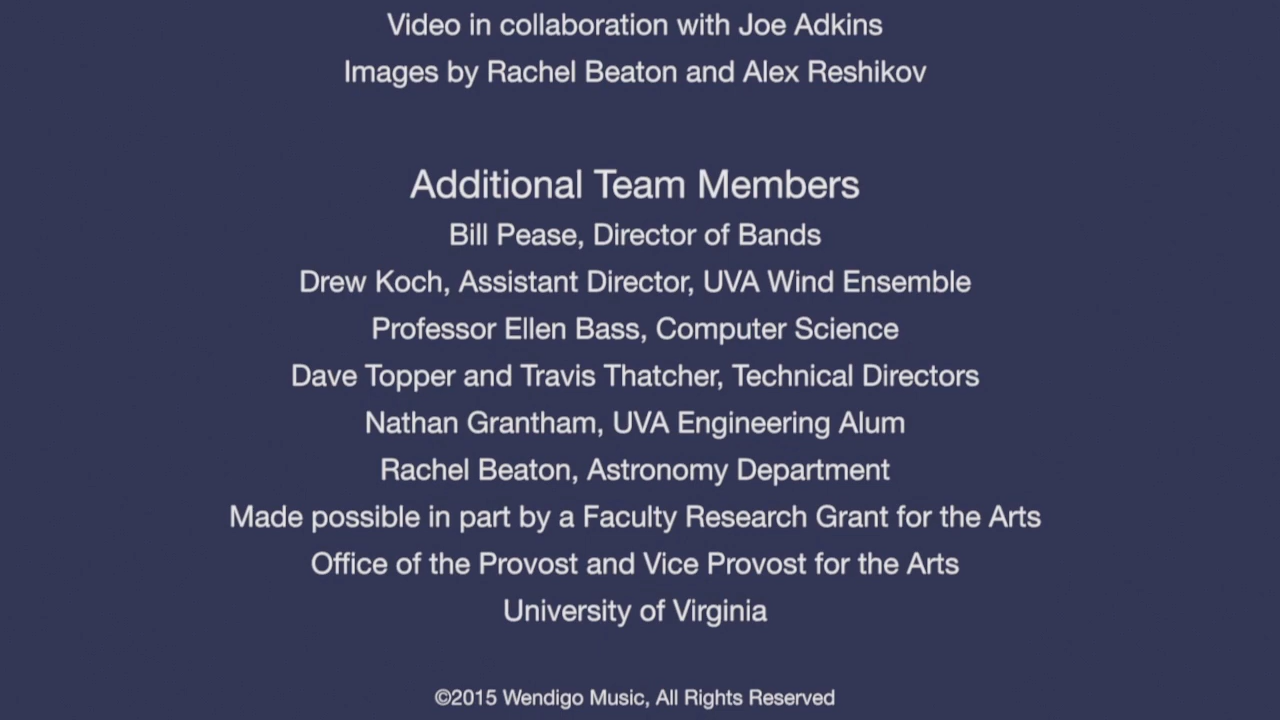 Video in collaboration with Joe Adkins
Images by Rachel Beaton and Alex Reshikov
Additional Team Members
Bill Pease, Director of Bands
Drew Koch, Assistant Director, UVA Wind Ensemble
Professor Ellen Bass, Computer Science
Dave Topper and Travis Thatcher, Technical Directors
Nathan Grantham, UVA Engineering Alum
Rachel Beaton, Astronomy Department
Made possible in part by a Faculty Research Grant for the Arts
Office of the Provost and Vice Provost for the Arts
University of Virginia
©2015 Wendigo Music, All Rights Reserved